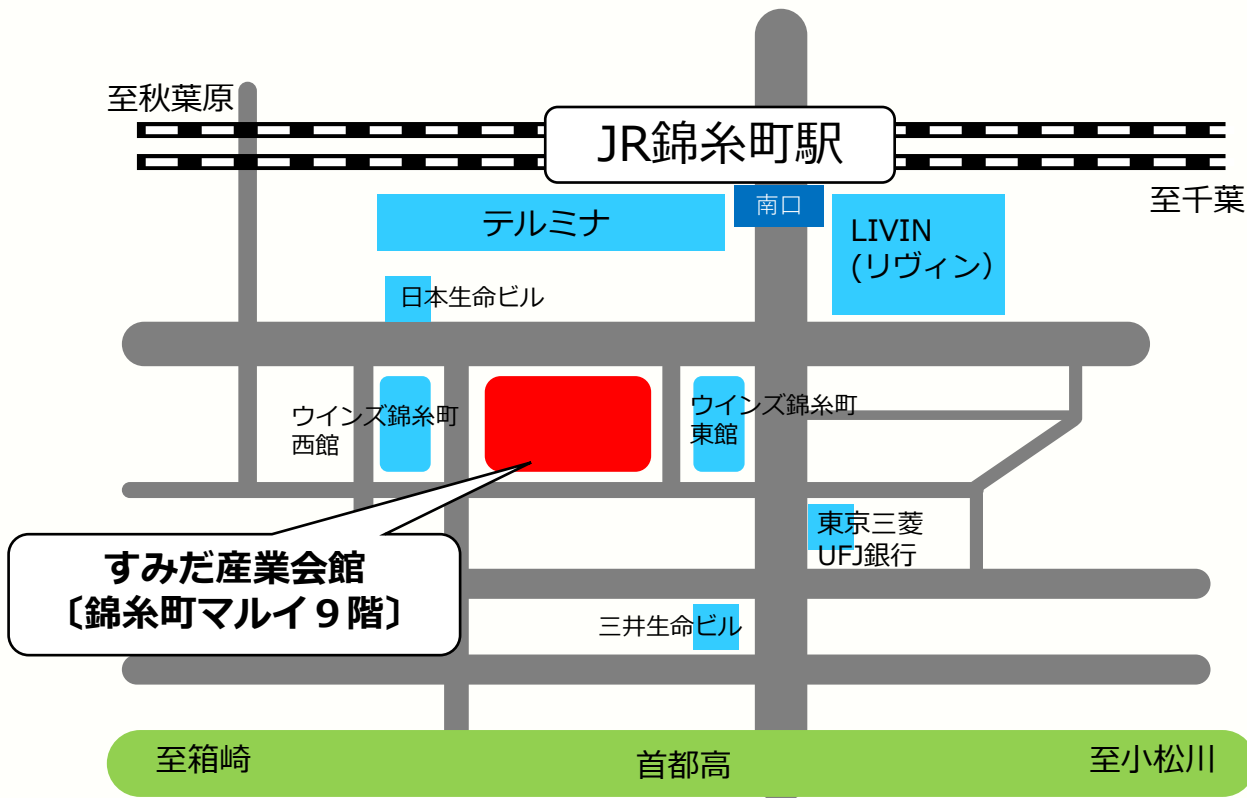 至秋葉原
JR錦糸町駅
至千葉
南口
テルミナ
LIVIN
(リヴィン）
日本生命ビル
ウインズ錦糸町
西館
ウインズ錦糸町
東館
東京三菱
UFJ銀行
すみだ産業会館
〔錦糸町マルイ９階〕
三井生命ビル
至箱崎
首都高
至小松川